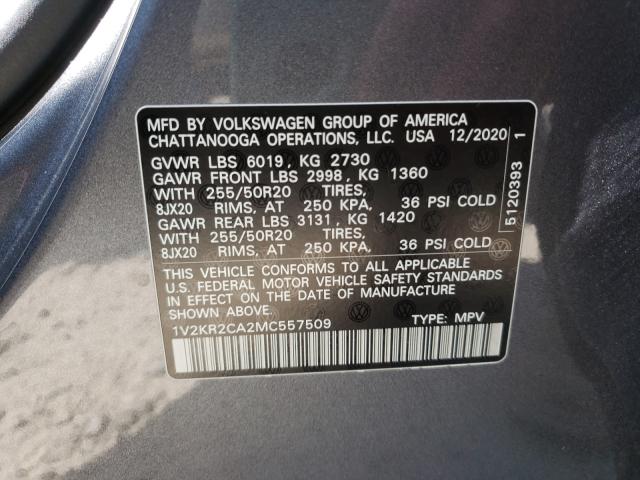 MFD BY VOLKSWAGEN GROUP OF AMERICA
CHATTANOOGA OPERATIONS, LLC. USA 12/2020
GVWR LBS 6019, KG 2730
GAWR FRONT LBS 2998, KG 1360
WITH 255/50R20 TIRES,
8JX20 RIMS, AT 250 KPA, 36 PSI COLD
GAWR REAR LBS 3131, KG 1420
WITH 255/50R20 TIRES,
8JX20 RIMS, AT 250 KPA, 36 PSI COLD
THIS VEHICLE CONFORMS TO ALL APPLICABLE
U.S. FEDERAL MOTOR VEHICLE SAFETY STANDARDS
IN EFFECT ON THE DATE OF MANUFACTURE
SHOWN ABOVE.
1V2KR2CA2MC557509 TYPE: MPV
5120393 1